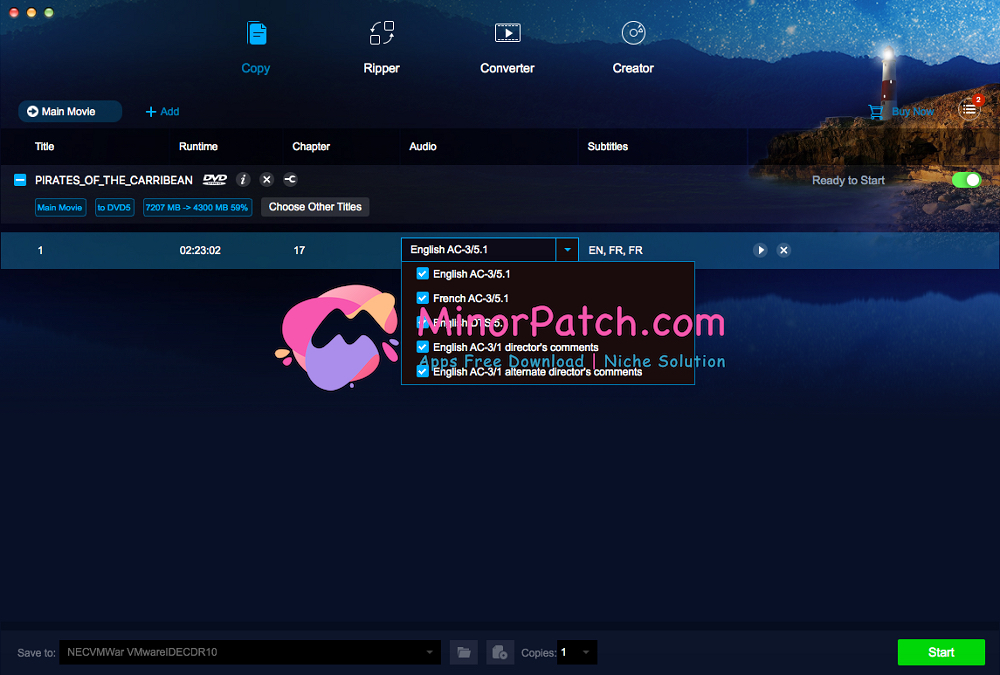 Copy
Ripper
Converter
Creator
Main Movie
Add
Buy Now
2
Title
Runtime
Chapter
Audio
Subtitles
PIRATES_OF_THE_CARRIBEAN
DVD
Ready to Start
Main Movie
to DVD5
7207 MB -> 4300 MB 59%
Choose Other Titles
1
02:23:02
17
English AC-3/5.1
EN, FR, FR
English AC-3/5.1
French AC-3/5.1
English DTS/5.
MinorPatch.com
English AC-3/1 director's comments
Apps Free Download | Niche Solution
English AC-3/1 alternate director's comments
Save to:
NECVMWar VMwareIDECDR10
Copies:
1
Start